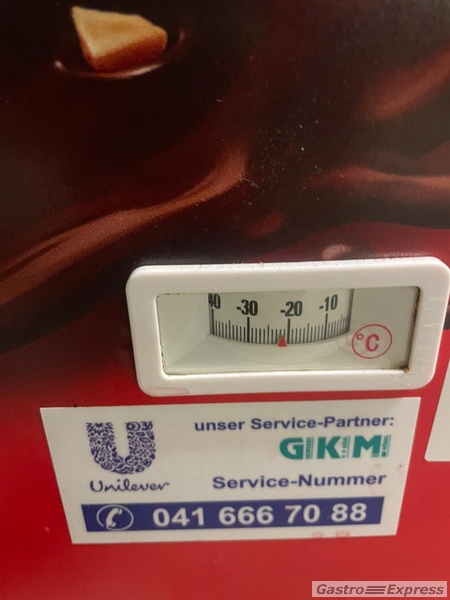 -30 -20 -10
°C
unser Service-Partner:
GKM
Unilever
Service-Nummer
041 666 70 88
Gastro Express